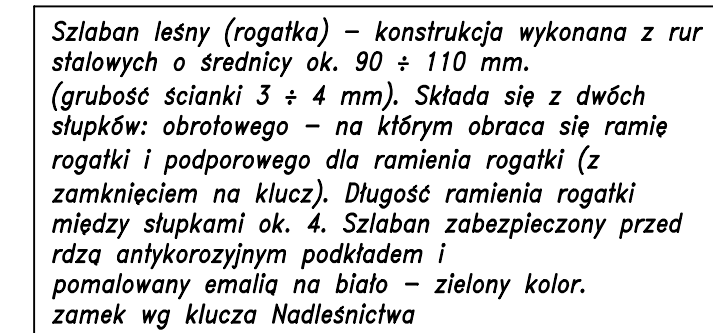 Szlaban leśny (rogatka) – konstrukcja wykonana z rur
stalowych o średnicy ok. 90 ÷ 110 mm.
(grubość ścianki 3 ÷ 4 mm). Składa się z dwóch
słupków: obrotowego – na którym obraca się ramię
rogatki i podporowego dla ramienia rogatki (z
zamknięciem na klucz). Długość ramienia rogatki
między słupkami ok. 4. Szlaban zabezpieczony przed
rdzą antykorozyjnym podkładem i
pomalowany emalią na biało – zielony kolor.
zamek wg klucza Nadleśnictwa